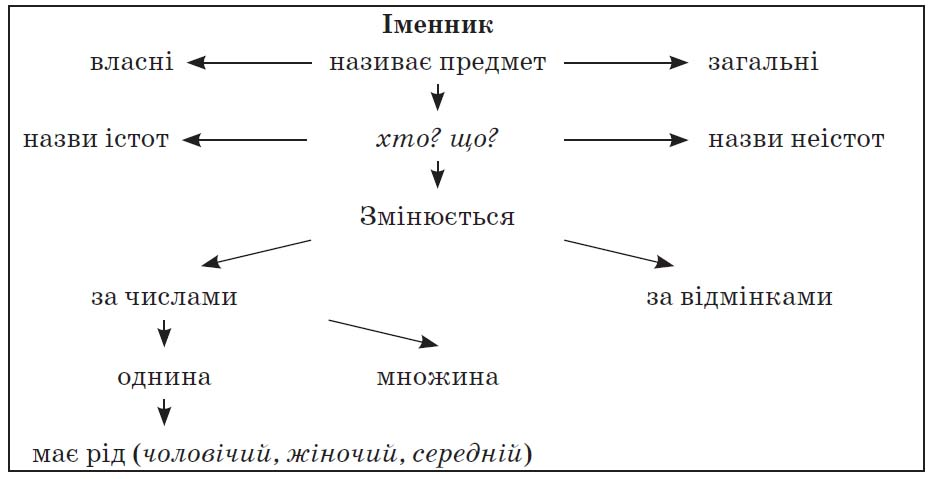 Іменник
власні називає предмет загальні
назви істот хто? що? назви неістот
Змінюється
за числами за відмінками
однина множина
має рід (чоловічий, жіночий, середній)